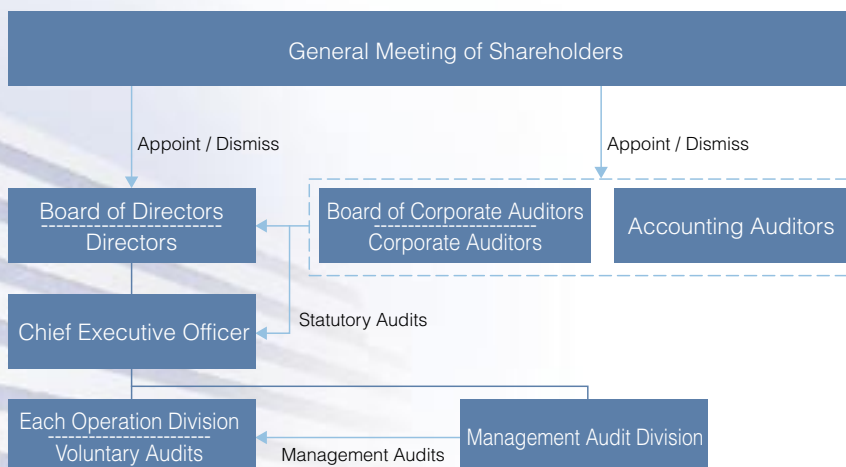 General Meeting of Shareholders
Appoint / Dismiss
Appoint / Dismiss
Board of Directors
Directors
Board of Corporate Auditors
Corporate Auditors
Accounting Auditors
Statutory Audits
Chief Executive Officer
Each Operation Division
Voluntary Audits
Management Audits
Management Audit Division